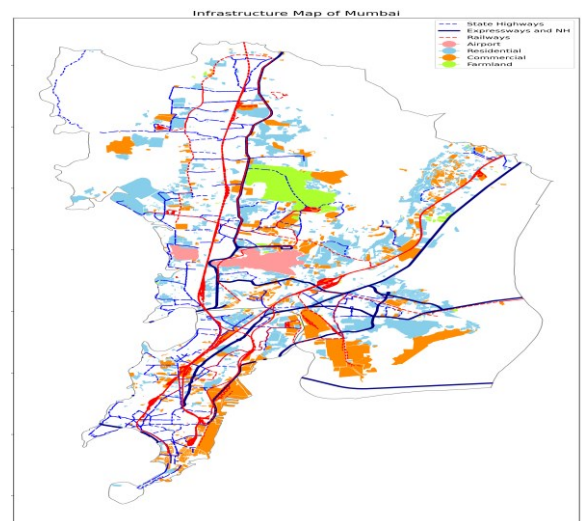 Infrastructure Map of Mumbai
State Highways
Expressways and NH
Railways
Airport
Residential
Commercial
Farmland